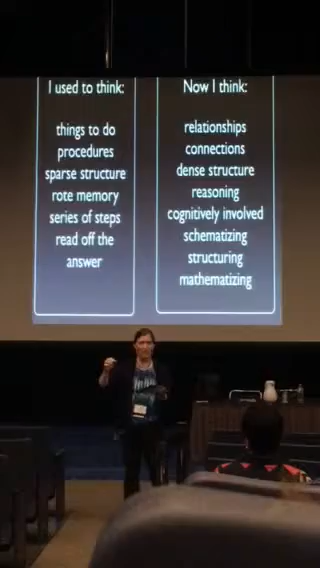 I used to think:
things to do
procedures
sparse structure
rote memory
series of steps
read off the
answer
Now I think:
relationships
connections
dense structure
reasoning
cognitively involved
schematizing
structuring
mathematizing